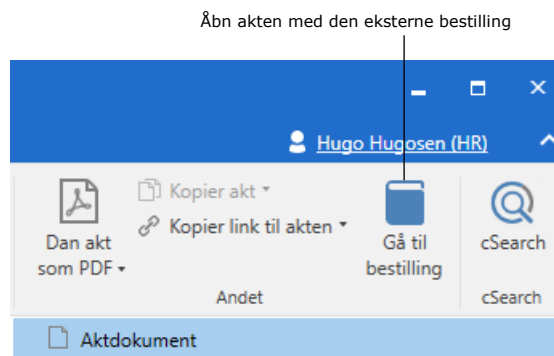 Åbn akten med den eksterne bestilling
Hugo Hugosen (HR)
Kopier akt
Kopier link til akten
Dan akt
som PDF
Gå til
bestilling
cSearch
Andet
cSearch
Aktdokument